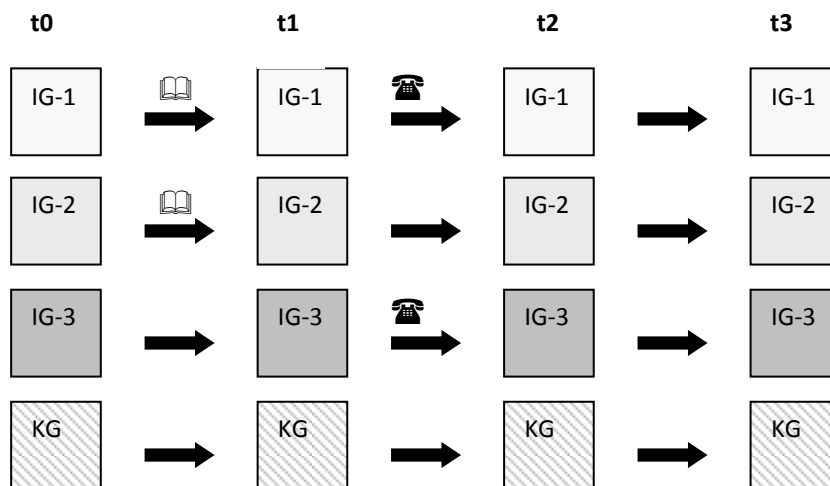 t0 t1 t2 t3
IG-1 IG-1 IG-1 IG-1
IG-2 IG-2 IG-2 IG-2
IG-3 IG-3 IG-3 IG-3
KG KG KG KG